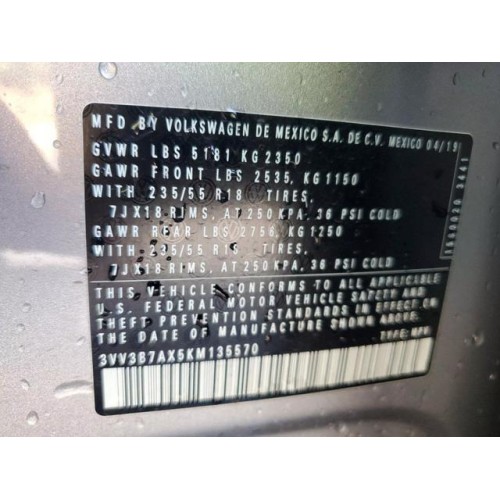 MFD BY VOLKSWAGEN DE MEXICO S.A. DE C.V. MEXICO 04/19
GVWR LBS 5181 KG 2350
GAWR FRONT LBS 2535, KG 1150
WITH 235/55 R18 TIRES,
7JX18 RIMS, AT 250 KPA, 36 PSI COLD
GAWR REAR LBS 2756, KG 1250
WITH 235/55 R18 TIRES,
7JX18 RIMS, AT 250 KPA, 36 PSI COLD
THIS VEHICLE CONFORMS TO ALL APPLICABLE
U.S. FEDERAL MOTOR VEHICLE SAFETY AND
THEFT PREVENTION STANDARDS IN EFFECT ON
THE DATE OF MANUFACTURE SHOWN ABOVE.
3VV3B7AX5KM135570
TYPE: MPV